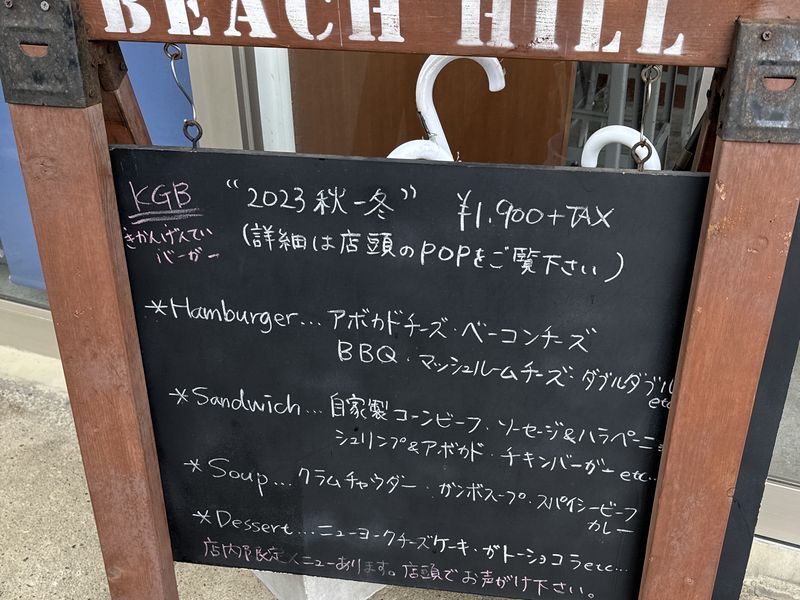 BEACH HILL
KGB "2023 秋-冬" ¥1,900+TAX
きかんげんてい
バーガー
(詳細は店頭のPOPをご覧下さい)
*Hamburger... アボカドチーズ・ベーコンチーズ
BBQ・マッシュルームチーズ・ダブルダブル
etc
*Sandwich... 自家製コーンビーフ・ソーセージ&ハラペーニョ
シュリンプ&アボカド・チキンバーガー etc...
*Soup... クラムチャウダー・ガンボスープ・スパイシービーフ
カレー
*Dessert... ニューヨークチーズケーキ・ガトーショコラetc...
店内限定メニューあります。店頭でお声がけ下さい。